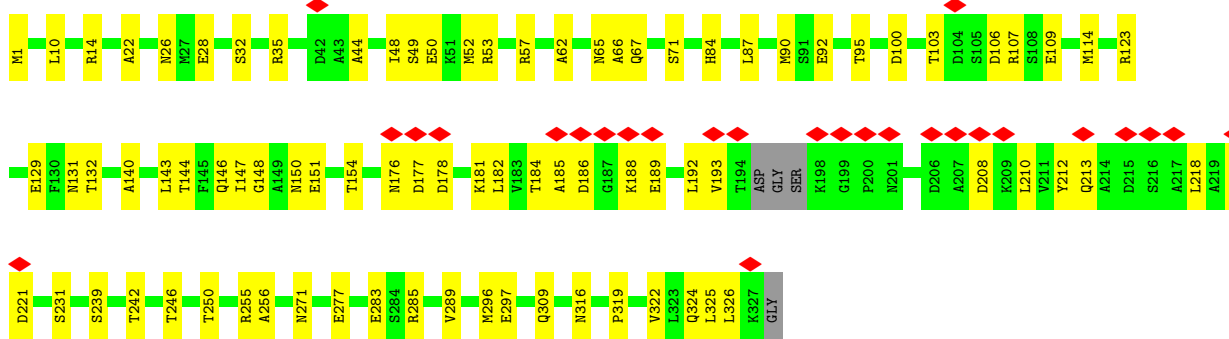 M1 L10 R14 A22 N26 M27 E28 S32 R35 D42 A43 A44 I48 S49 E50 K51 M52 R53 R57 A62 N65 A66 Q67 S71 H84 L87 M90 S91 E92 T95 D100 T103 D104 S105 D106 R107 S108 E109 M114 R123
E129 F130 N131 T132 A140 L143 T144 F145 Q146 I147 G148 A149 N150 E151 T154 N176 D177 D178 K181 L182 V183 T184 A185 D186 G187 K188 E189 L192 V193 T194 ASP GLY SER K198 G199 P200 N201 D206 A207 D208 K209 L210 V211 Y212 Q213 A214 D215 S216 A217 L218 A219
D221 S231 S239 T242 T246 T250 R255 A256 N271 E277 E283 S284 R285 V289 M296 E297 Q309 N316 P319 V322 L323 Q324 L325 L326 K327 GLY